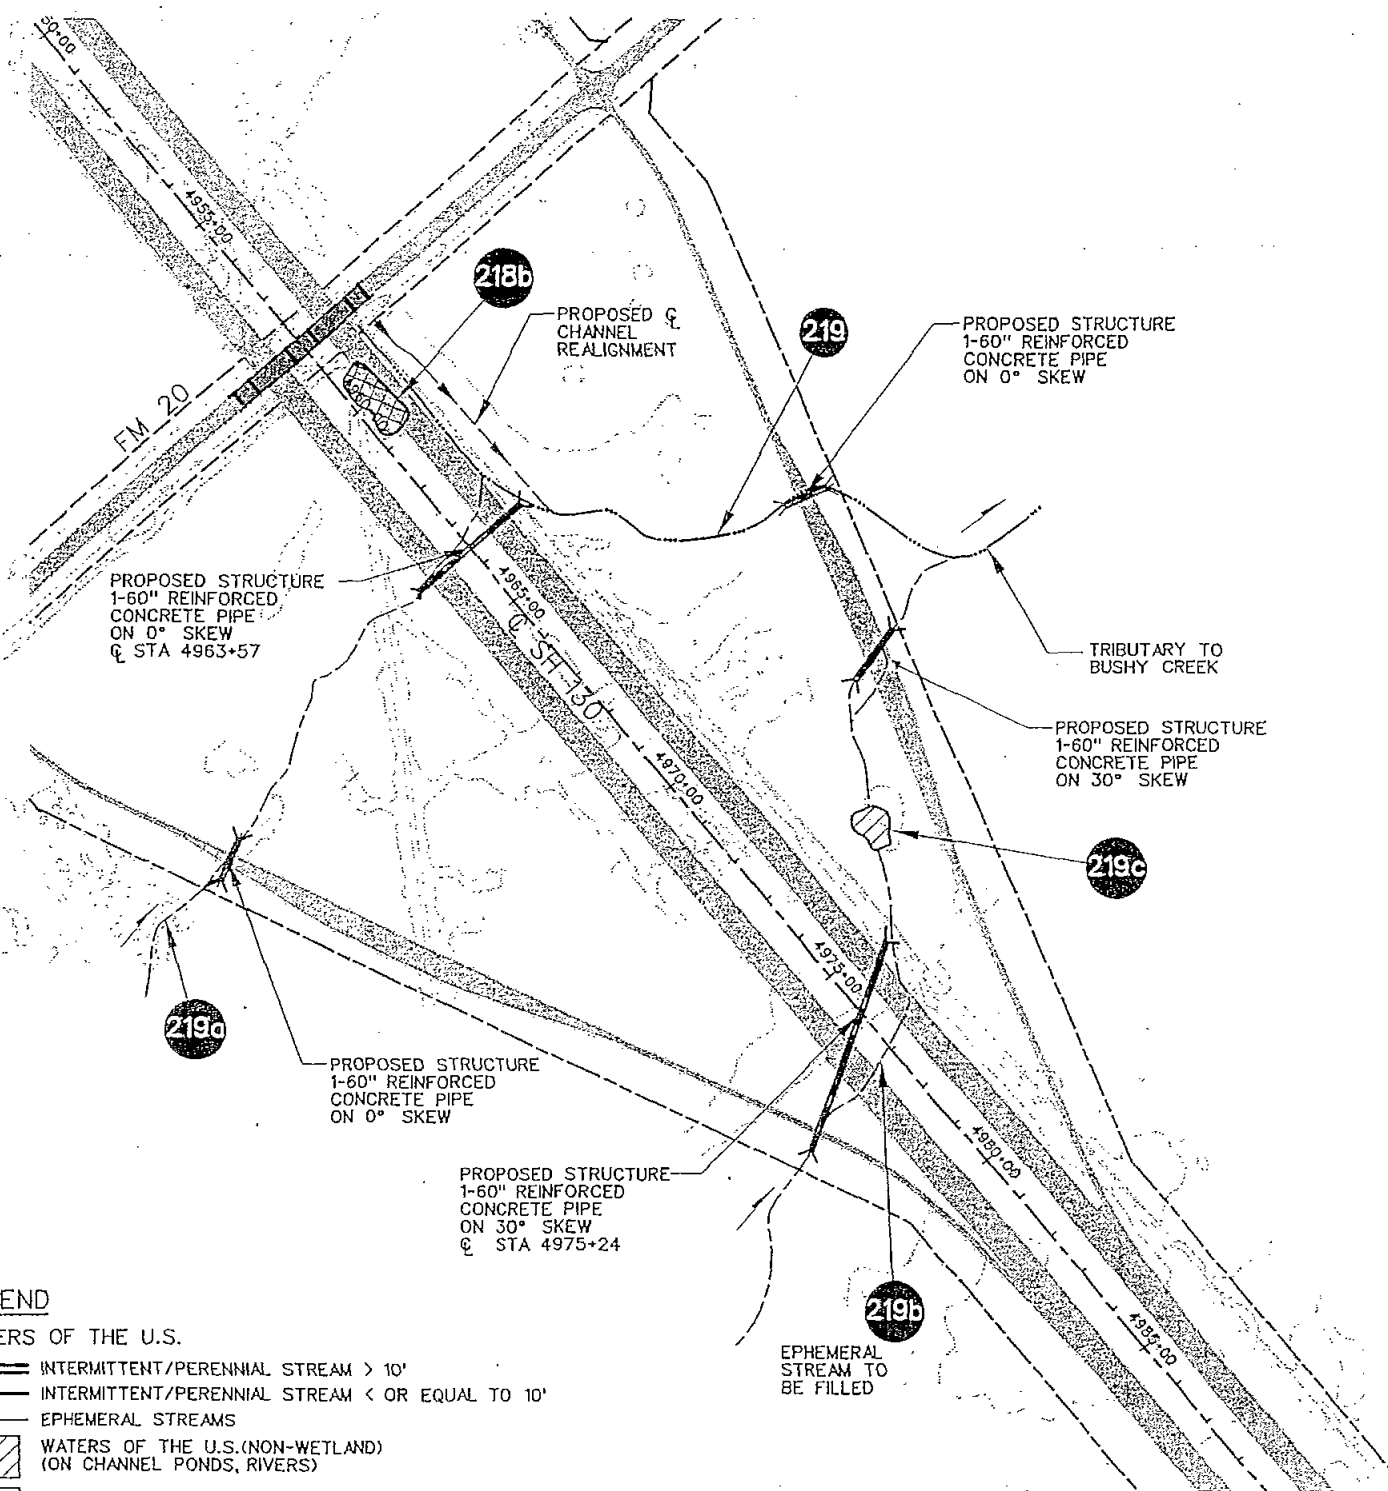 50+00
4955+00
218b
PROPOSED ℄
CHANNEL
REALIGNMENT
219
PROPOSED STRUCTURE
1-60" REINFORCED
CONCRETE PIPE
ON 0° SKEW
FM 20
PROPOSED STRUCTURE
1-60" REINFORCED
CONCRETE PIPE
ON 0° SKEW
℄ STA 4963+57
4965+00
℄ SH 130
TRIBUTARY TO
BUSHY CREEK
PROPOSED STRUCTURE
1-60" REINFORCED
CONCRETE PIPE
ON 30° SKEW
4970+00
219c
4975+00
219a
PROPOSED STRUCTURE
1-60" REINFORCED
CONCRETE PIPE
ON 0° SKEW
4980+00
PROPOSED STRUCTURE
1-60" REINFORCED
CONCRETE PIPE
ON 30° SKEW
℄ STA 4975+24
219b
EPHEMERAL
STREAM TO
BE FILLED
4985+00
END
ERS OF THE U.S.
INTERMITTENT/PERENNIAL STREAM > 10'
INTERMITTENT/PERENNIAL STREAM < OR EQUAL TO 10'
EPHEMERAL STREAMS
WATERS OF THE U.S.(NON-WETLAND)
(ON CHANNEL PONDS, RIVERS)